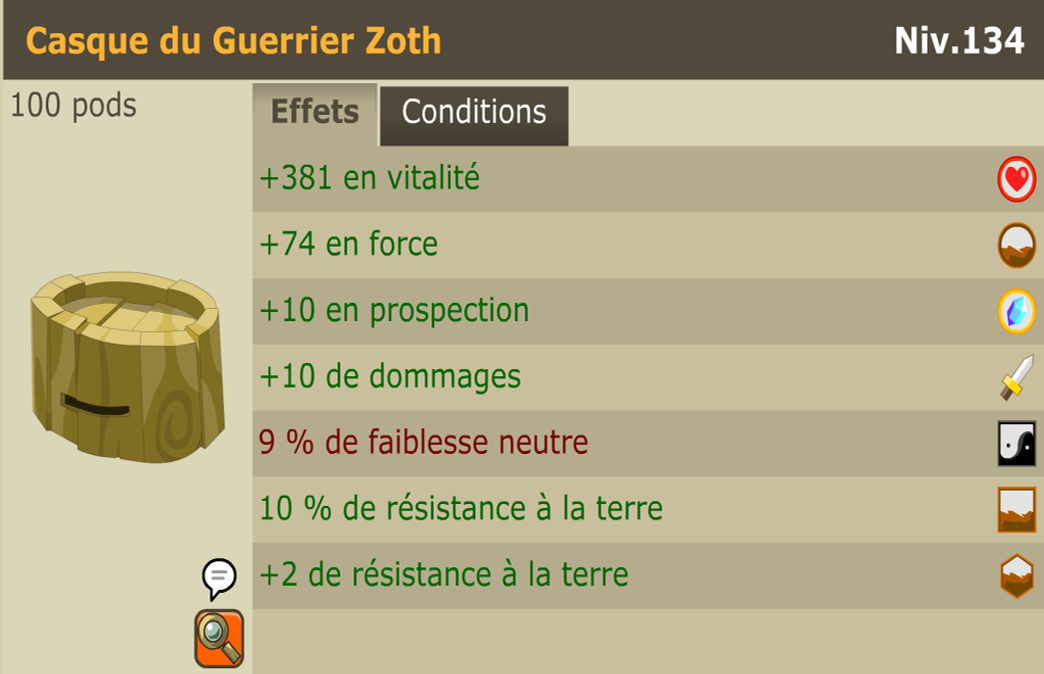 Casque du Guerrier Zoth
Niv.134
100 pods
Effets
Conditions
+381 en vitalité
+74 en force
+10 en prospection
+10 de dommages
9 % de faiblesse neutre
10 % de résistance à la terre
+2 de résistance à la terre